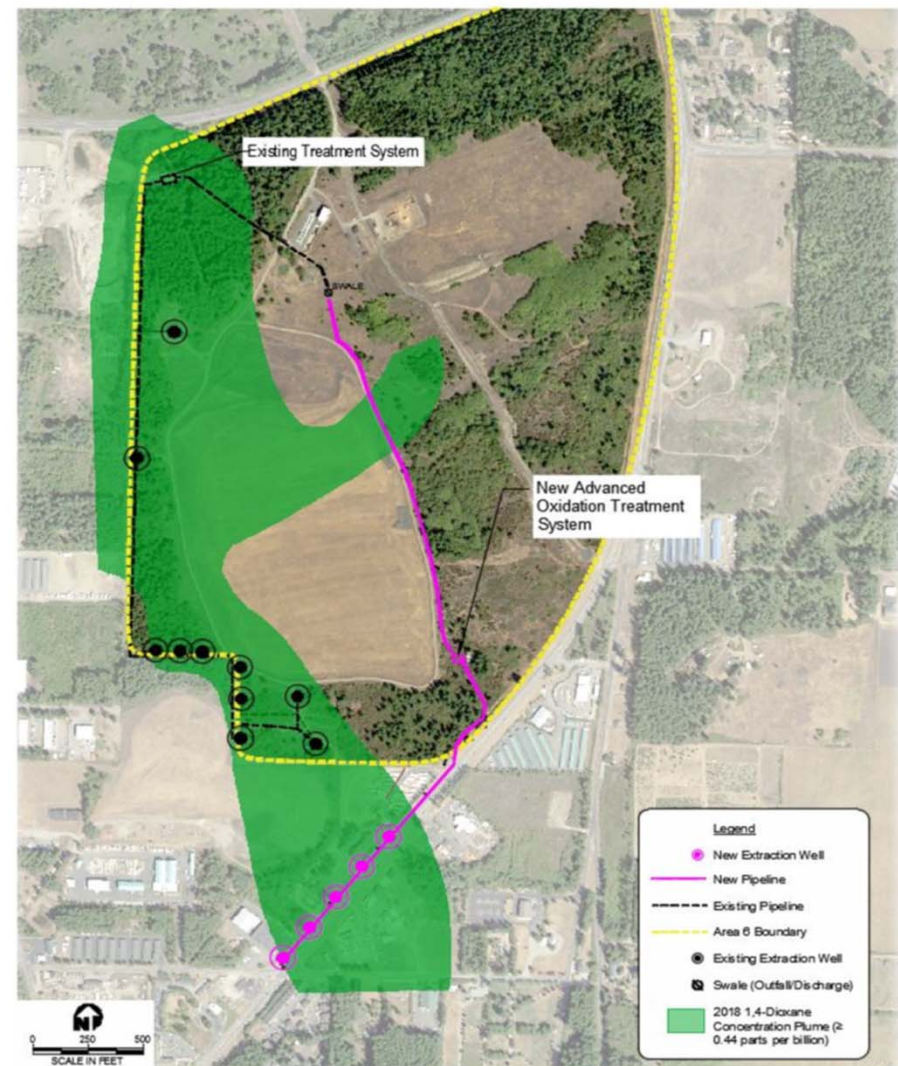 Existing Treatment System
SWALE
New Advanced
Oxidation Treatment
System
Legend
New Extraction Well
New Pipeline
Existing Pipeline
Area 6 Boundary
Existing Extraction Well
Swale (Outfall/Discharge)
2018 1,4-Dioxane
Concentration Plume (≥
0.44 parts per billion)
N
0 250 500
SCALE IN FEET